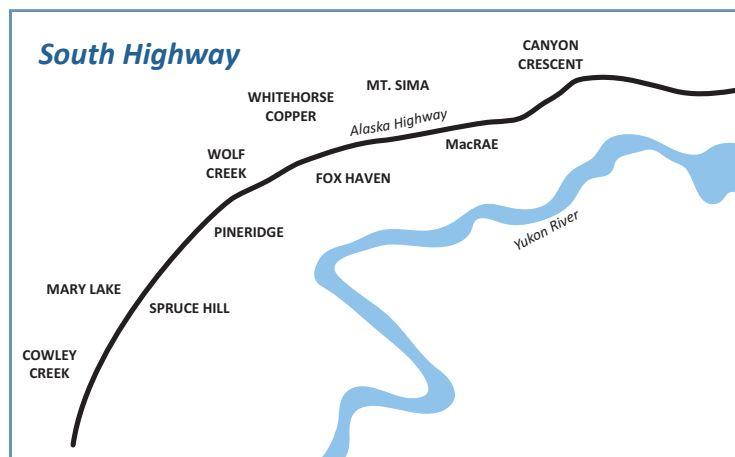 South Highway
CANYON
CRESCENT
MT. SIMA
WHITEHORSE
COPPER
Alaska Highway
MacRAE
WOLF
CREEK
FOX HAVEN
PINERIDGE
Yukon River
MARY LAKE
SPRUCE HILL
COWLEY
CREEK